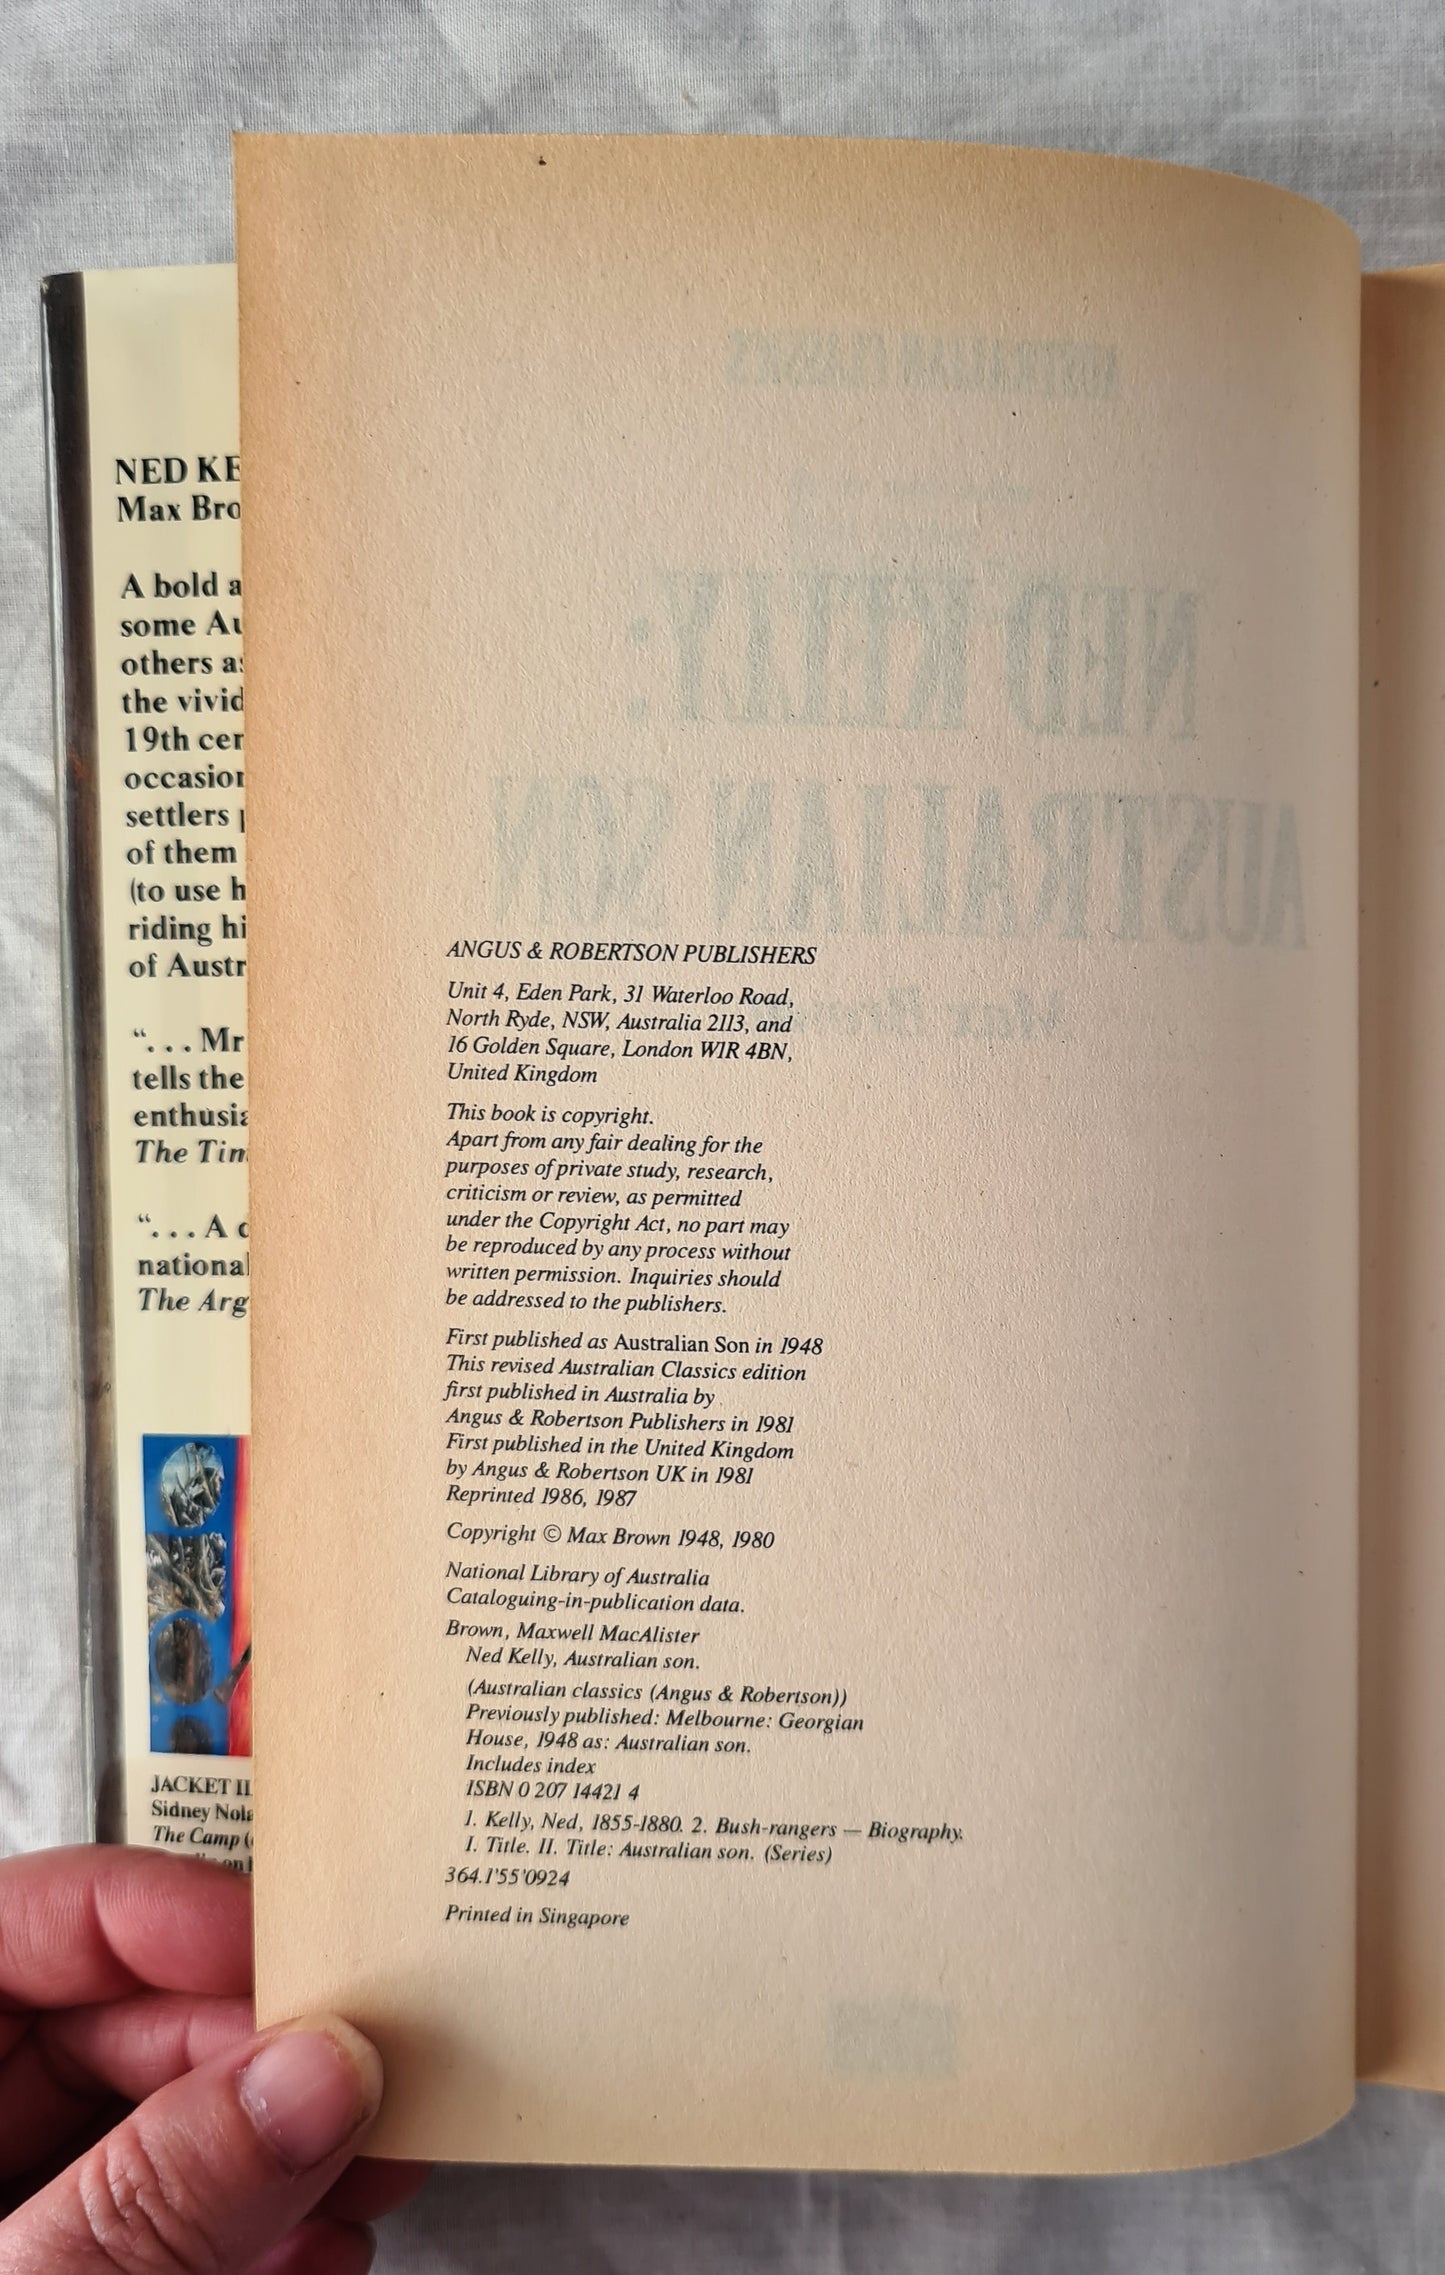 NED KE
Max Bro
A bold a
some Au
others as
the vivid
19th cer
occasion
settlers
of them
(to use h
riding hi
of Austr
“. . . Mr
tells the
enthusia
The Tim
“. . . A c
national
The Arg
JACKET II
Sidney Nola
The Camp (
AUSTRALIAN CLASSICS
NED KELLY:
AUSTRALIAN SON
ANGUS & ROBERTSON PUBLISHERS
Unit 4, Eden Park, 31 Waterloo Road,
North Ryde, NSW, Australia 2113, and
16 Golden Square, London W1R 4BN,
United Kingdom
This book is copyright.
Apart from any fair dealing for the
purposes of private study, research,
criticism or review, as permitted
under the Copyright Act, no part may
be reproduced by any process without
written permission. Inquiries should
be addressed to the publishers.
First published as Australian Son in 1948
This revised Australian Classics edition
first published in Australia by
Angus & Robertson Publishers in 1981
First published in the United Kingdom
by Angus & Robertson UK in 1981
Reprinted 1986, 1987
Copyright © Max Brown 1948, 1980
National Library of Australia
Cataloguing-in-publication data.
Brown, Maxwell MacAlister
Ned Kelly, Australian son.
(Australian classics (Angus & Robertson))
Previously published: Melbourne: Georgian
House, 1948 as: Australian son.
Includes index
ISBN 0 207 14421 4
1. Kelly, Ned, 1855-1880. 2. Bush-rangers — Biography.
I. Title. II. Title: Australian son. (Series)
364.1'55'0924
Printed in Singapore